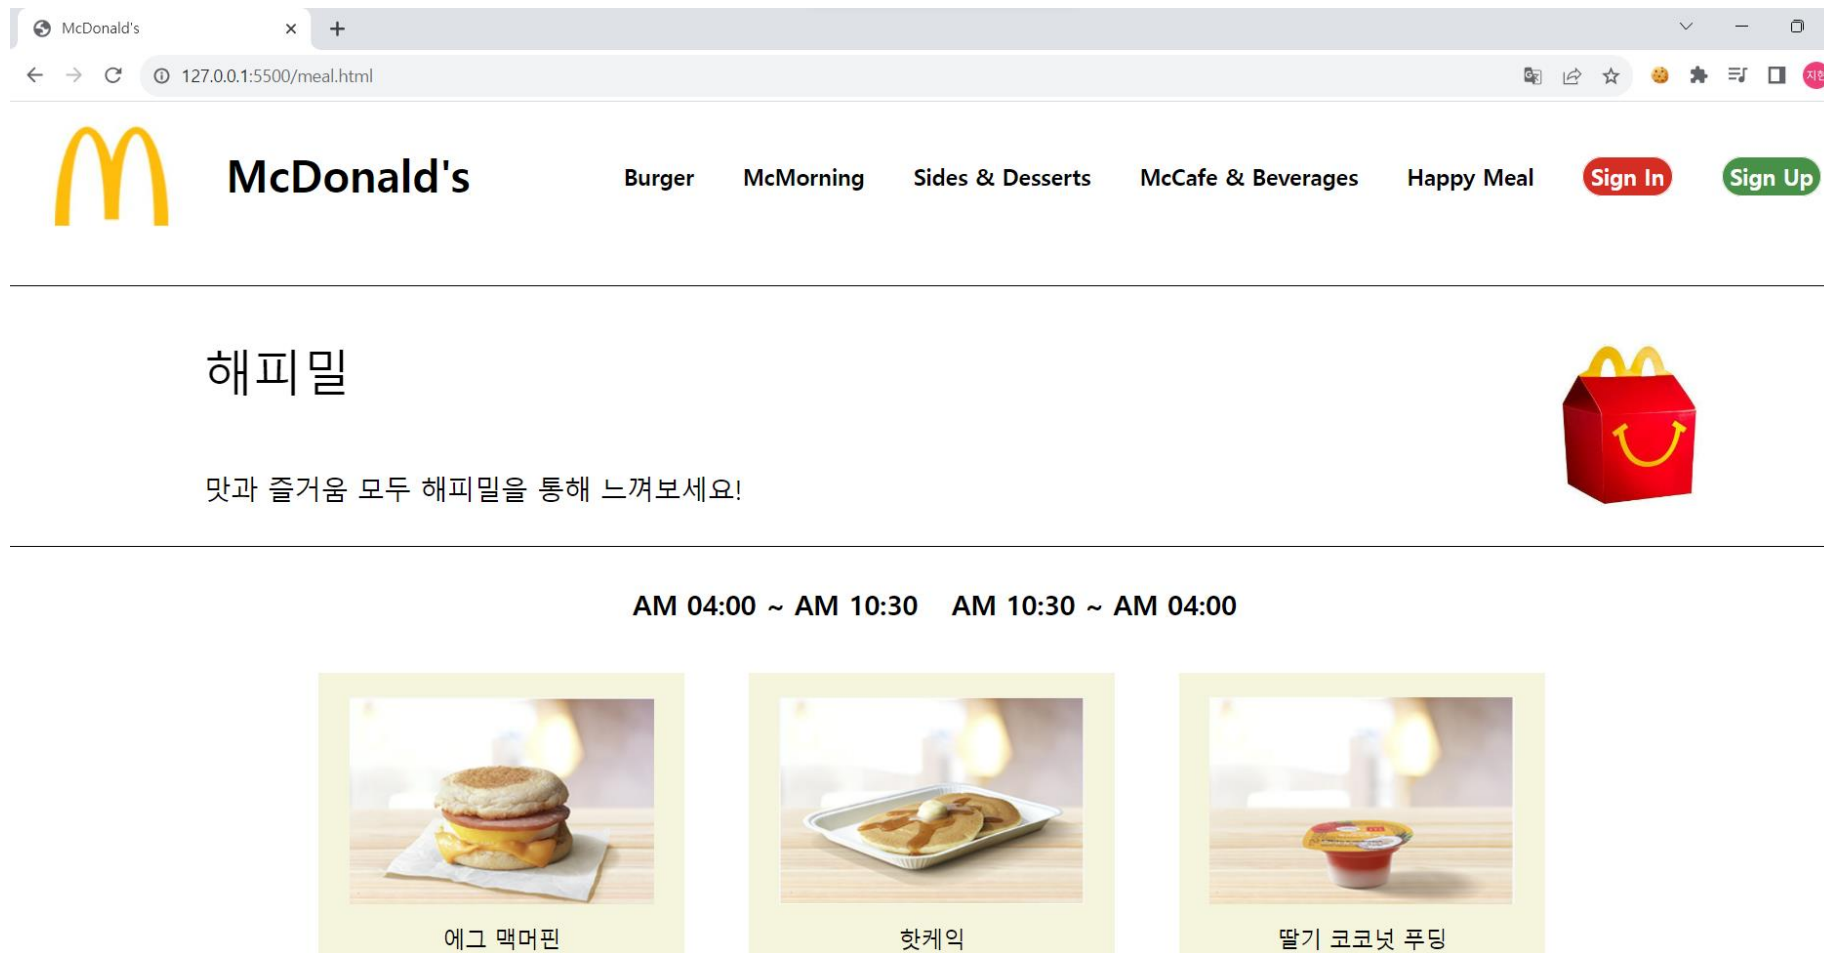 McDonald's
127.0.0.1:5500/meal.html
지현
McDonald's Burger McMorning Sides & Desserts McCafe & Beverages Happy Meal Sign In Sign Up
해피밀
맛과 즐거움 모두 해피밀을 통해 느껴보세요!
AM 04:00 ~ AM 10:30 AM 10:30 ~ AM 04:00
에그 맥머핀 핫케익 딸기 코코넛 푸딩